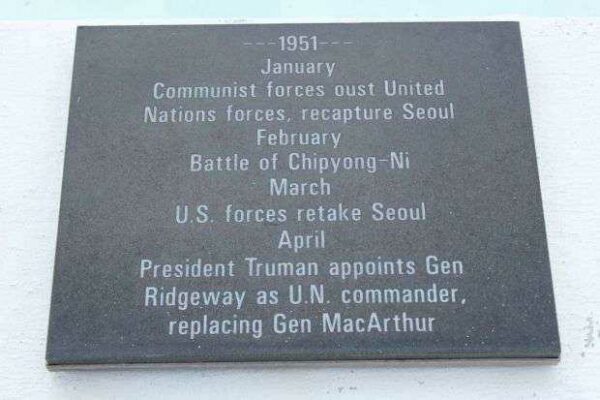 ---1951---
January
Communist forces oust United
Nations forces, recapture Seoul
February
Battle of Chipyong-Ni
March
U.S. forces retake Seoul
April
President Truman appoints Gen
Ridgeway as U.N. commander,
replacing Gen MacArthur